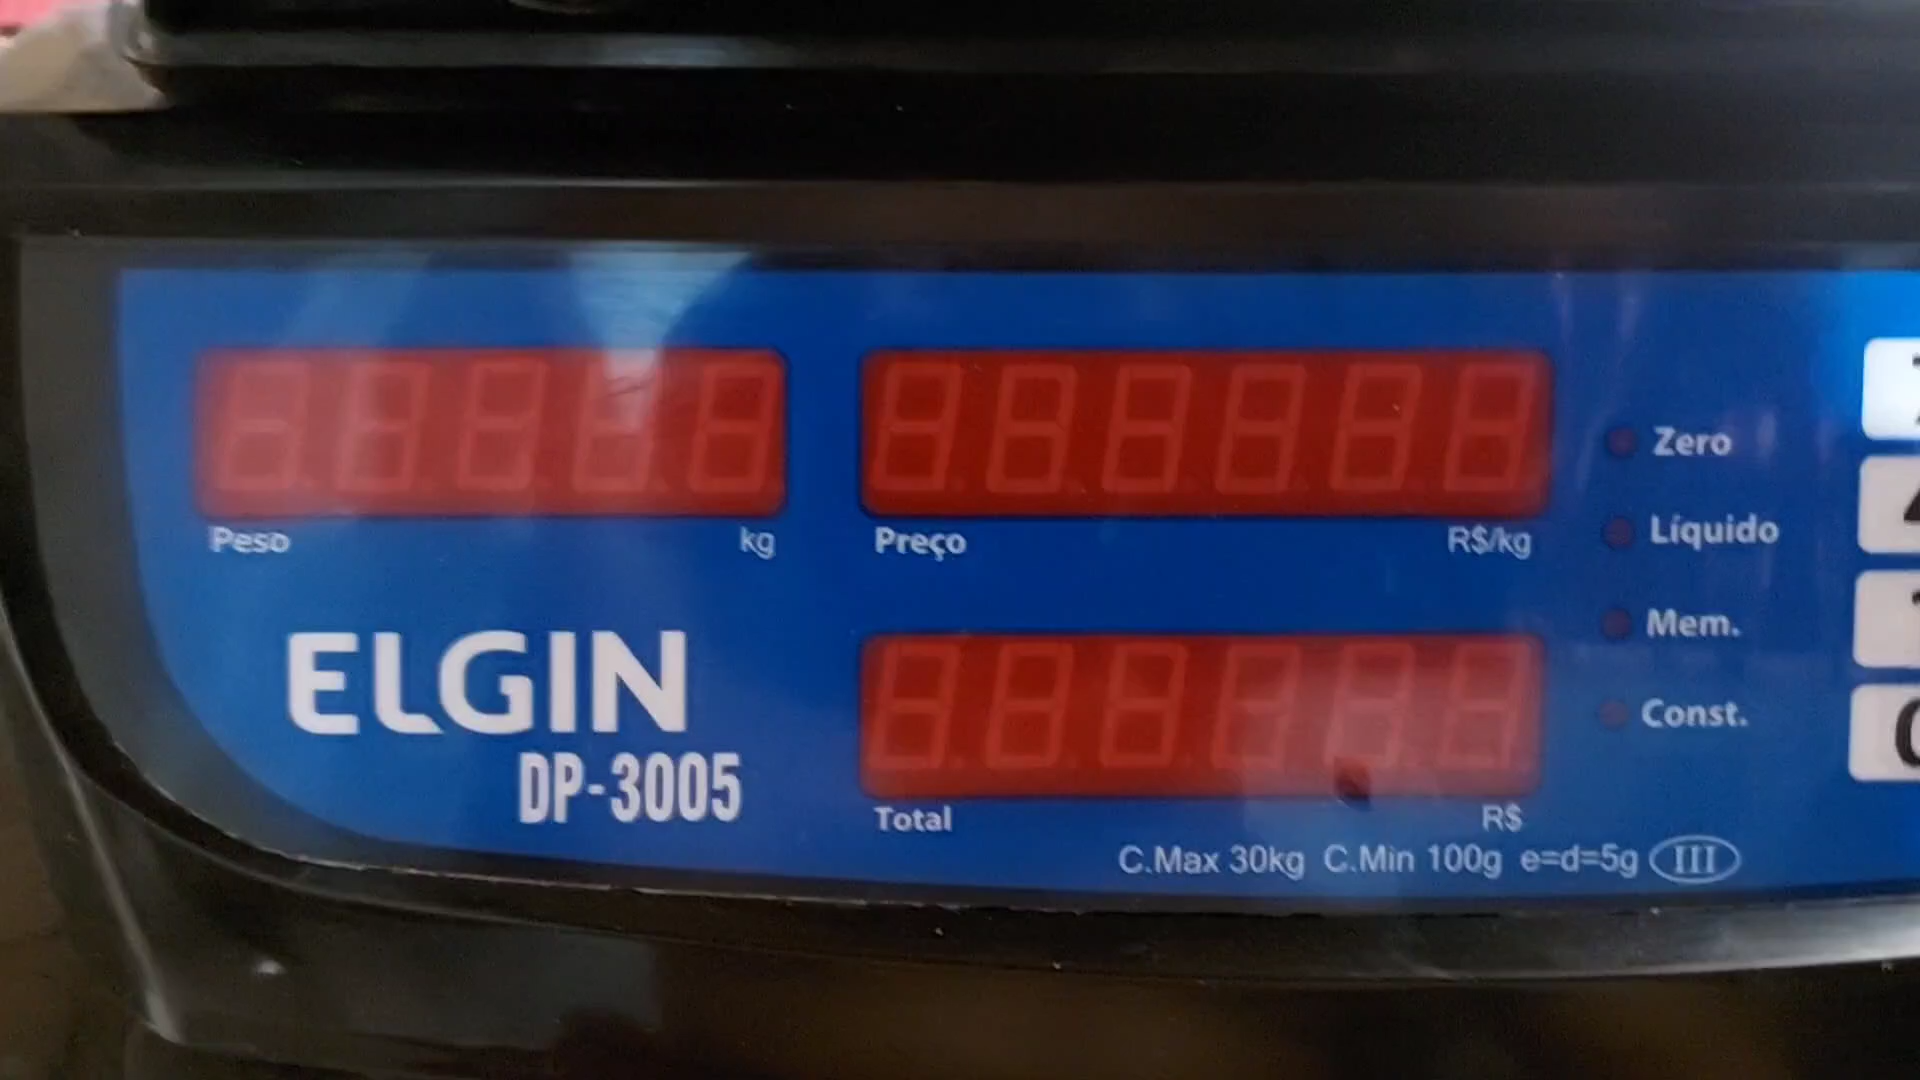 Peso kg
Preço R$/kg
Zero
Líquido
Mem.
Const.
ELGIN
DP-3005
Total R$
C.Max 30kg C.Min 100g e=d=5g III